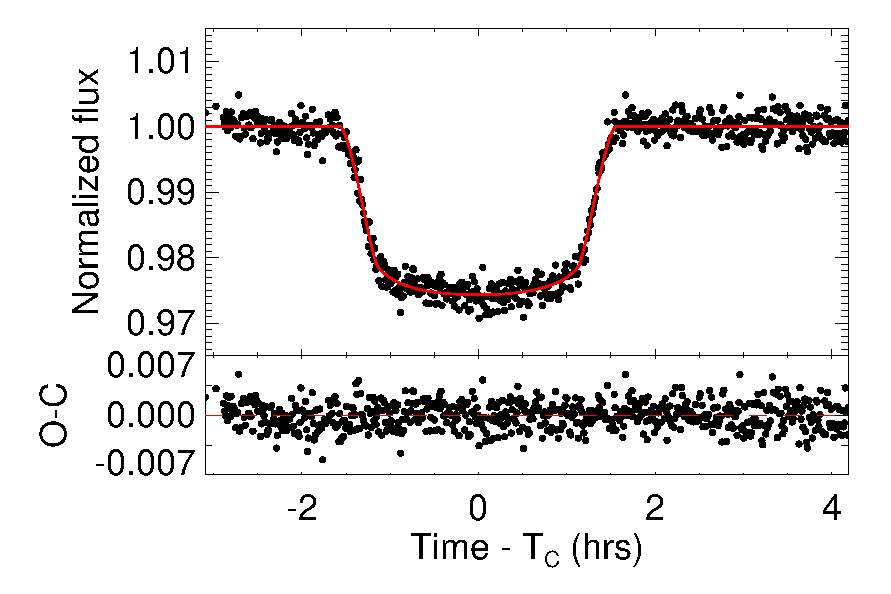 Normalized flux
1.01
1.00
0.99
0.98
0.97
O-C
0.007
0.000
-0.007
-2 0 2 4
Time - T_C (hrs)